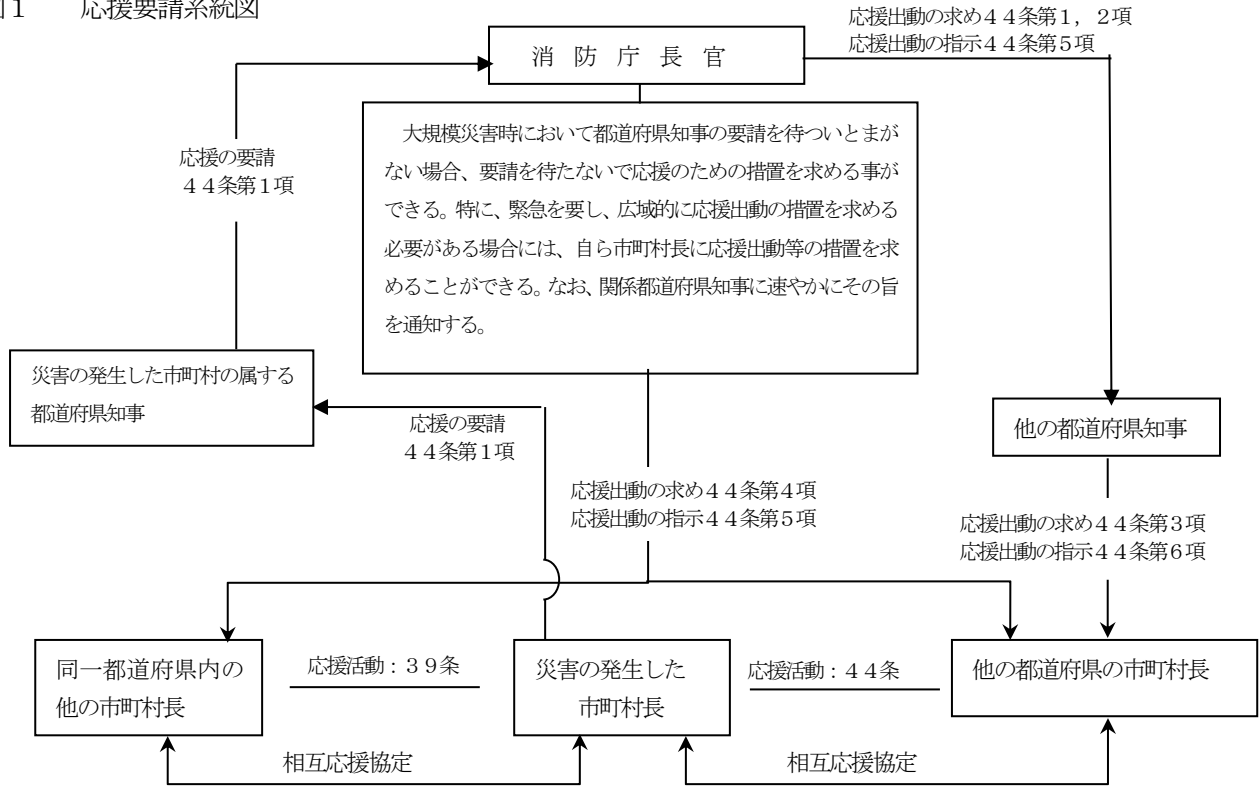 図１　　応援要請系統図
応援出動の求め４４条第１，２項
応援出動の指示４４条第５項
消　防　庁　長　官
大規模災害時において都道府県知事の要請を待ついとまが
ない場合、要請を待たないで応援のための措置を求める事が
できる。特に、緊急を要し、広域的に応援出動の措置を求める
必要がある場合には、自ら市町村長に応援出動等の措置を求
めることができる。なお、関係都道府県知事に速やかにその旨
を通知する。
応援の要請
４４条第１項
災害の発生した市町村の属する
都道府県知事
応援の要請
４４条第１項
他の都道府県知事
応援出動の求め４４条第４項
応援出動の指示４４条第５項
応援出動の求め４４条第３項
応援出動の指示４４条第６項
同一都道府県内の
他の市町村長
応援活動：３９条
災害の発生した
市町村長
応援活動：４４条
他の都道府県の市町村長
相互応援協定
相互応援協定